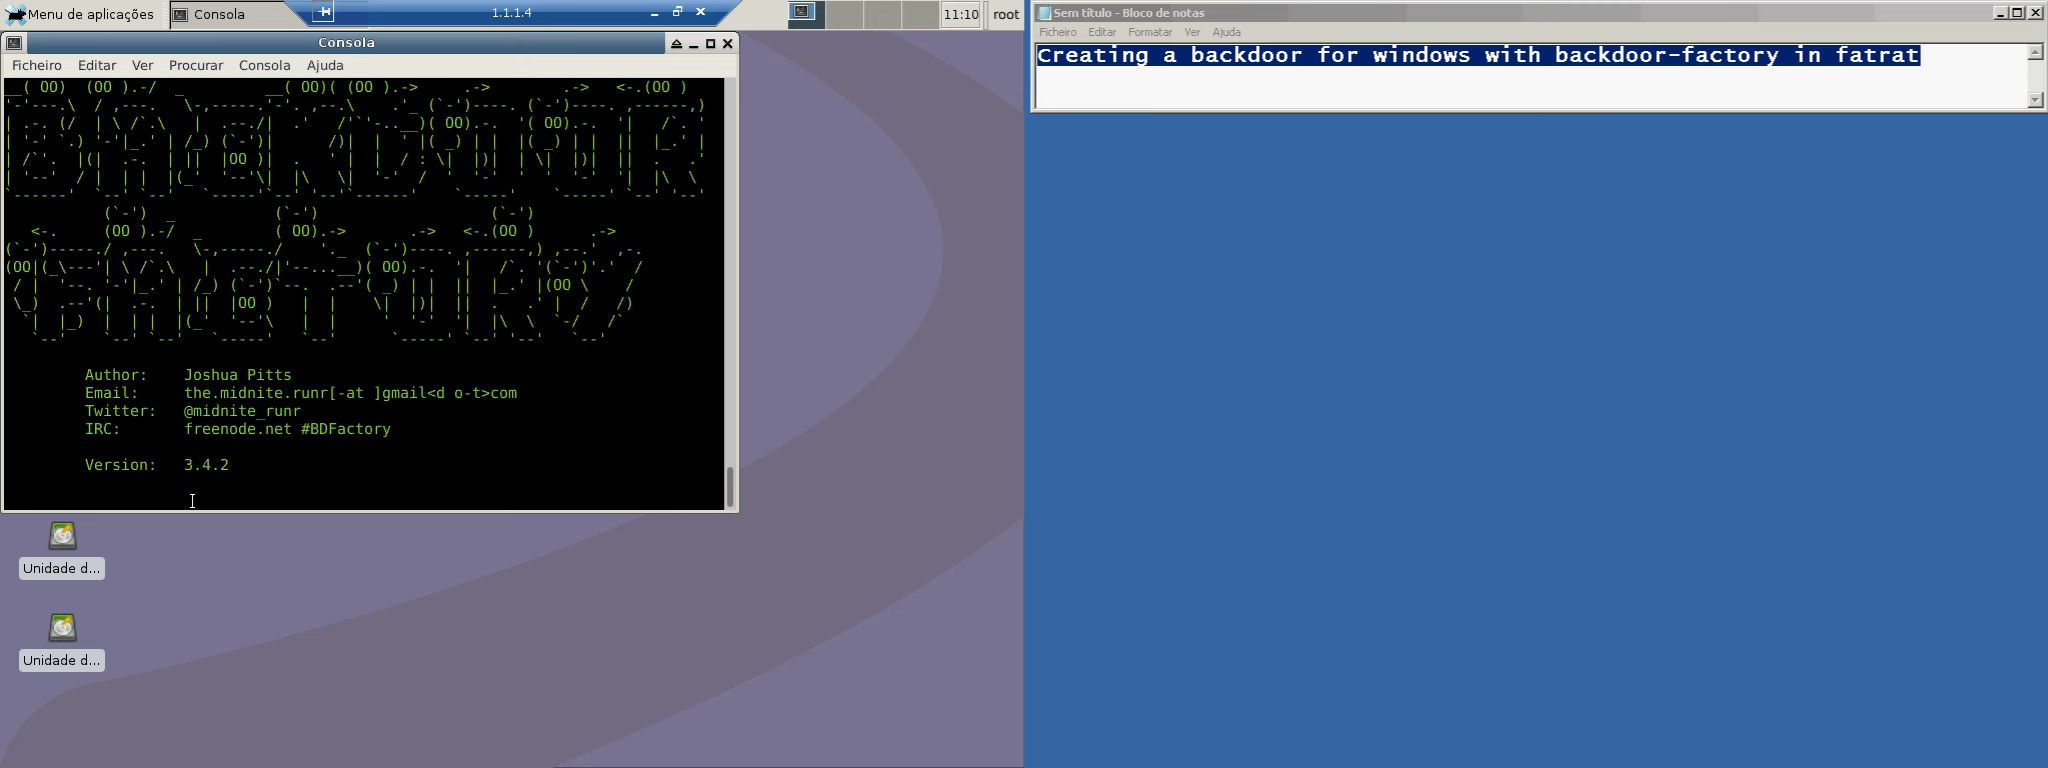 Menu de aplicações
Consola
1.1.1.4
11:10
root
Consola
Ficheiro Editar Ver Procurar Consola Ajuda
BACKDOOR
FACTORY
Author: Joshua Pitts
Email: the.midnite.runr[-at ]gmail<d o-t>com
Twitter: @midnite_runr
IRC: freenode.net #BDFactory
Version: 3.4.2
Unidade d...
Unidade d...
Sem título - Bloco de notas
Ficheiro Editar Formatar Ver Ajuda
Creating a backdoor for windows with backdoor-factory in fatrat